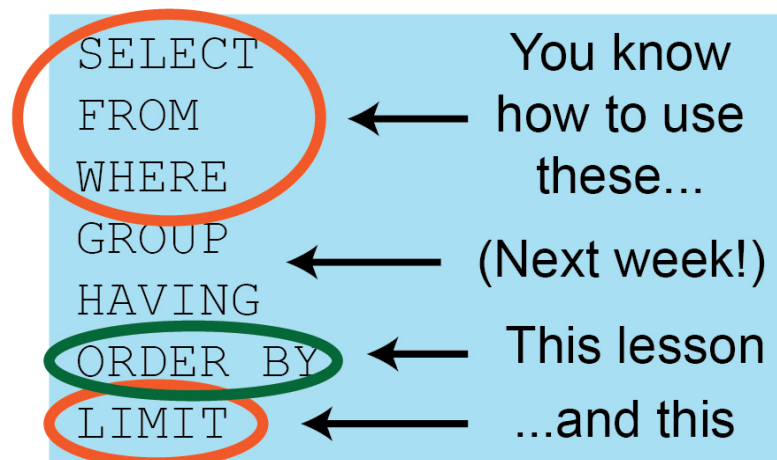 SELECT
FROM
WHERE
GROUP
HAVING
ORDER BY
LIMIT
You know
how to use
these...
(Next week!)
This lesson
...and this